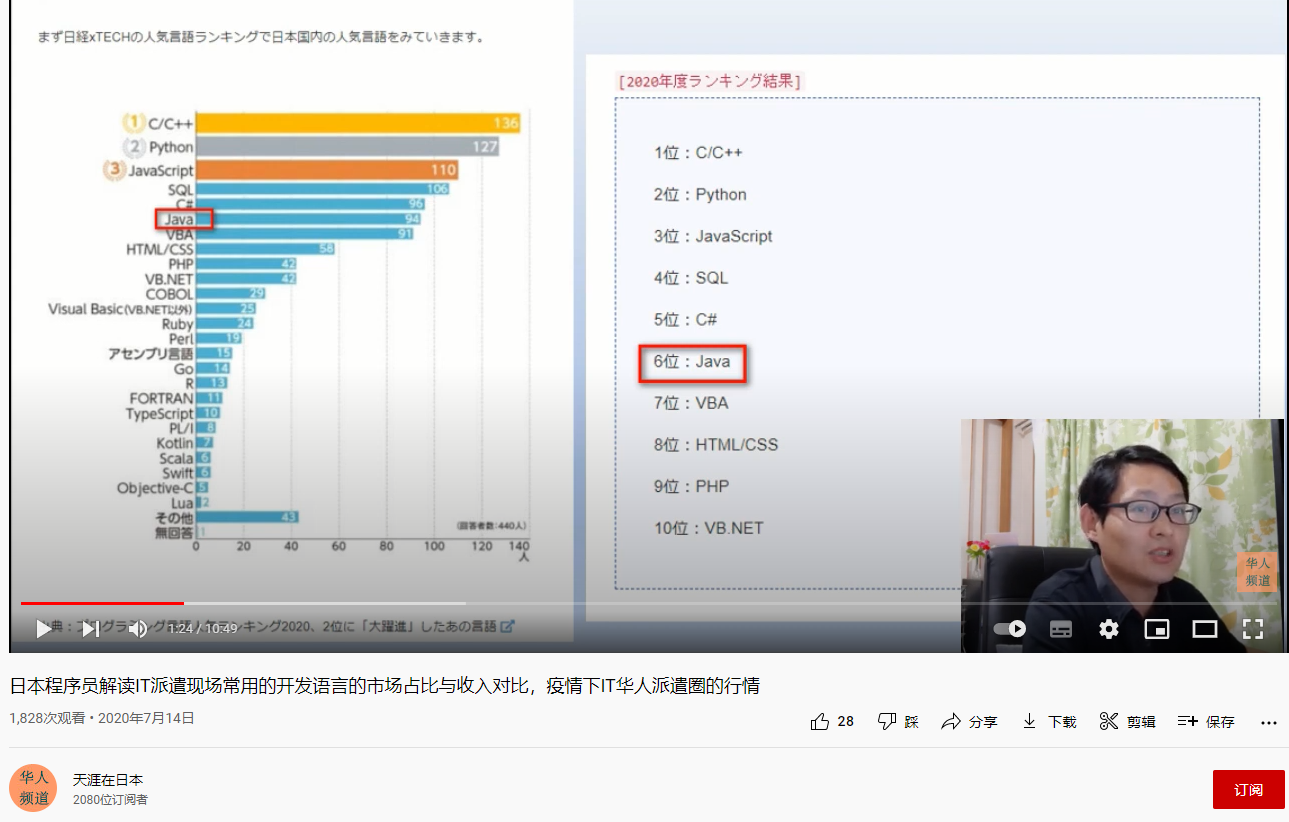 まず日経xTECHの人気言語ランキングで日本国内の人気言語をみていきます。
1 C/C++ 136
2 Python 127
3 JavaScript 110
SQL 106
C# 96
Java 94
VBA 91
HTML/CSS 58
PHP 42
VB.NET 42
COBOL 29
Visual Basic(VB.NET以外) 25
Ruby 24
Perl 19
アセンブリ言語 15
Go 14
R 13
FORTRAN 11
TypeScript 10
PL/I 8
Kotlin 7
Scala 6
Swift 6
Objective-C 5
Lua 2
その他 43
無回答 1
(回答者数:440人)
0 20 40 60 80 100 120 140
人
[2020年度ランキング結果]
1位：C/C++
2位：Python
3位：JavaScript
4位：SQL
5位：C#
6位：Java
7位：VBA
8位：HTML/CSS
9位：PHP
10位：VB.NET
华人
频道
典：プログラ ランキング2020、2位に「大躍進」したあの言語
1:24 / 10:49
日本程序员解读IT派遣现场常用的开发语言的市场占比与收入对比，疫情下IT华人派遣圈的行情
1,828次观看 • 2020年7月14日
28 踩 分享 下载 剪辑 保存
华人
频道
天涯在日本
2080位订阅者
订阅